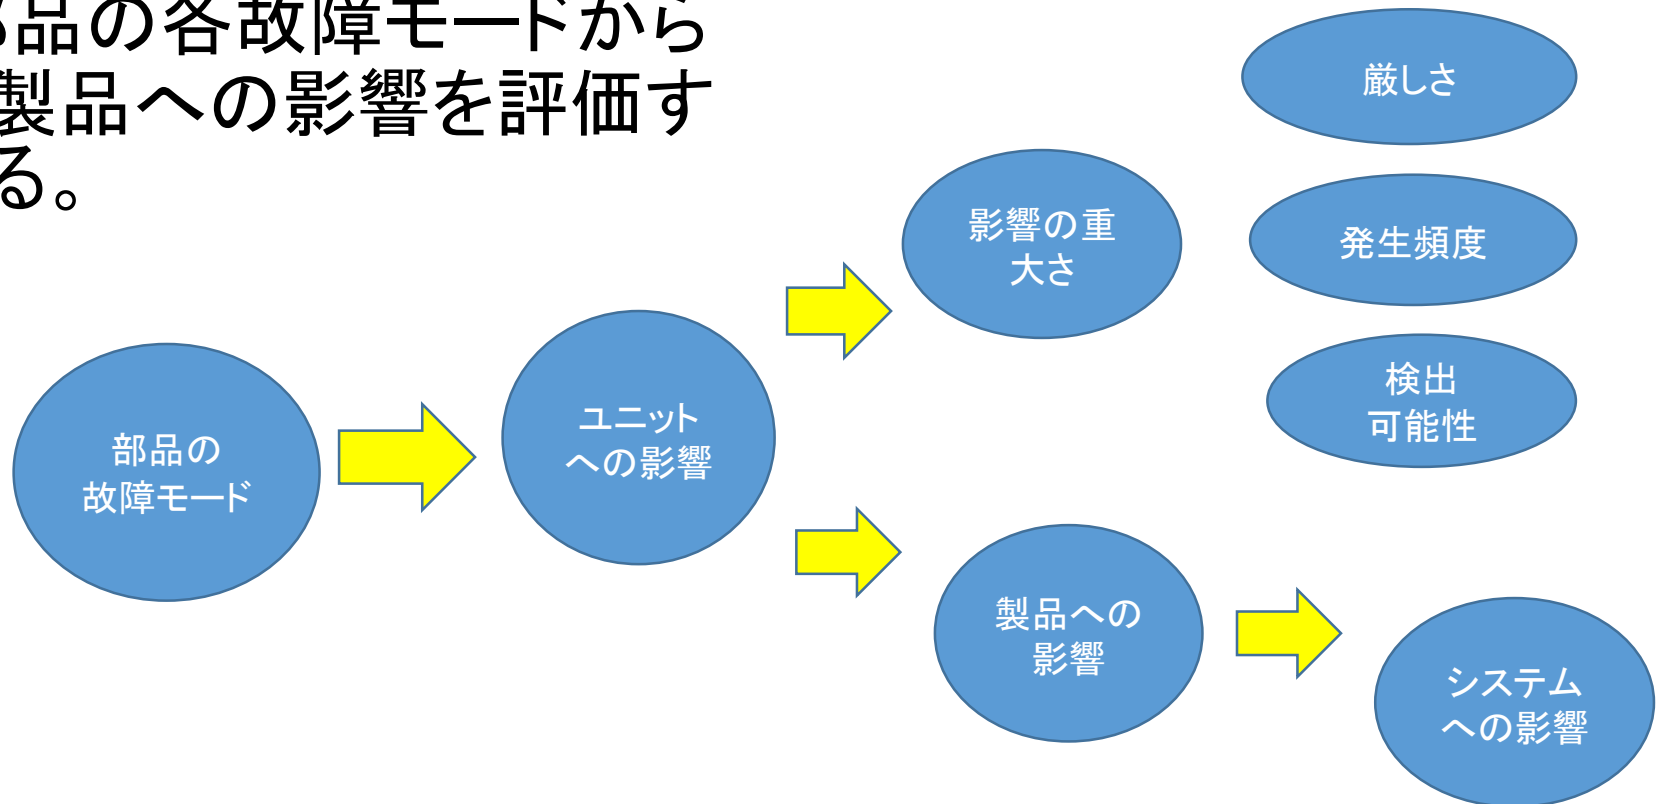 部品の各故障モードから
製品への影響を評価す
る。
厳しさ
影響の重
大さ
発生頻度
検出
可能性
ユニット
への影響
部品の
故障モード
製品への
影響
システム
への影響